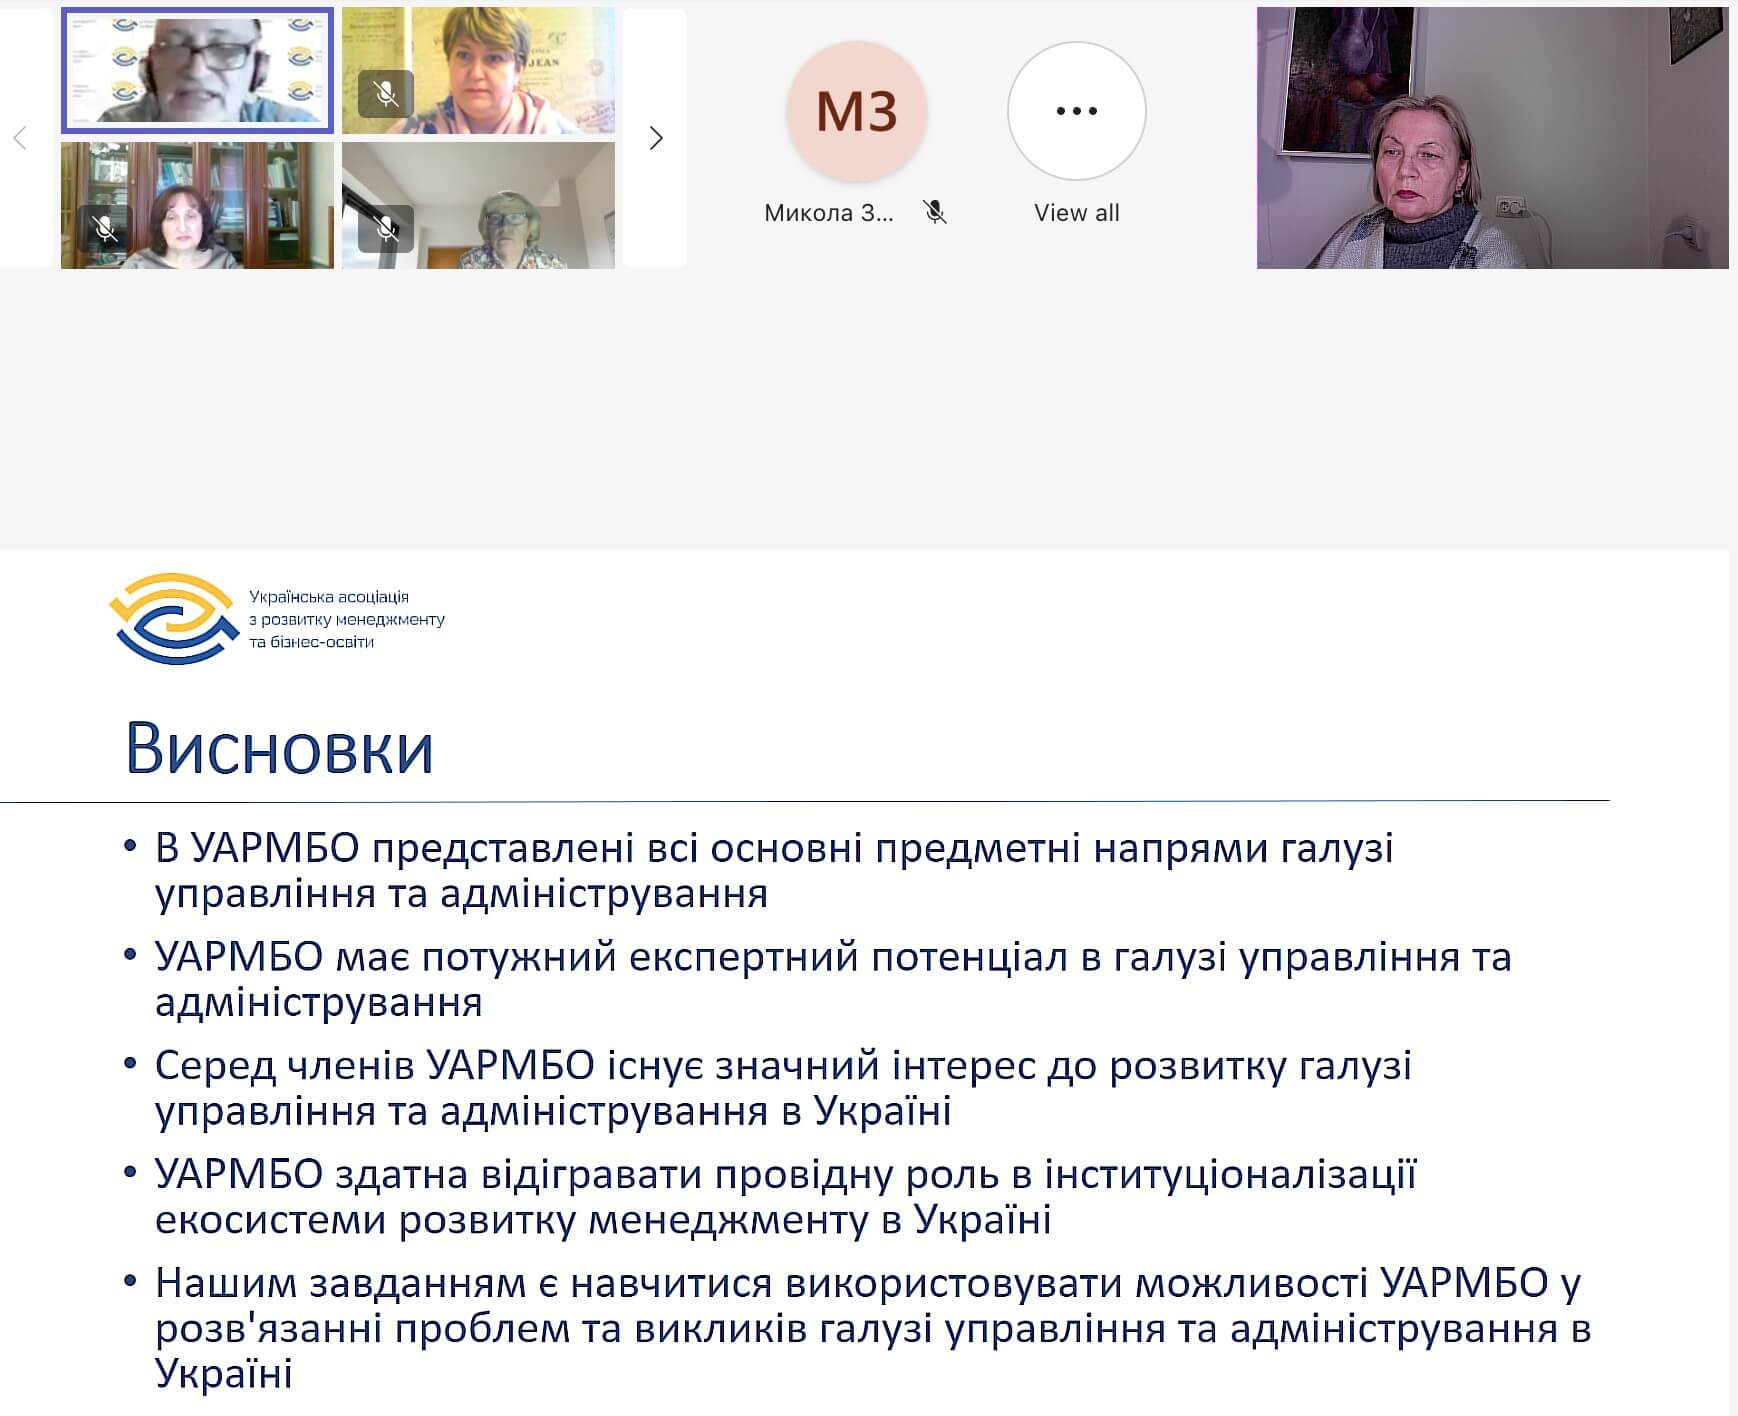 JEAN
МЗ
Микола З...
View all
Українська асоціація
з розвитку менеджменту
та бізнес-освіти
Висновки
• В УАРМБО представлені всі основні предметні напрями галузі
управління та адміністрування
• УАРМБО має потужний експертний потенціал в галузі управління та
адміністрування
• Серед членів УАРМБО існує значний інтерес до розвитку галузі
управління та адміністрування в Україні
• УАРМБО здатна відігравати провідну роль в інституціоналізації
екосистеми розвитку менеджменту в Україні
• Нашим завданням є навчитися використовувати можливості УАРМБО у
розв'язанні проблем та викликів галузі управління та адміністрування в
Україні